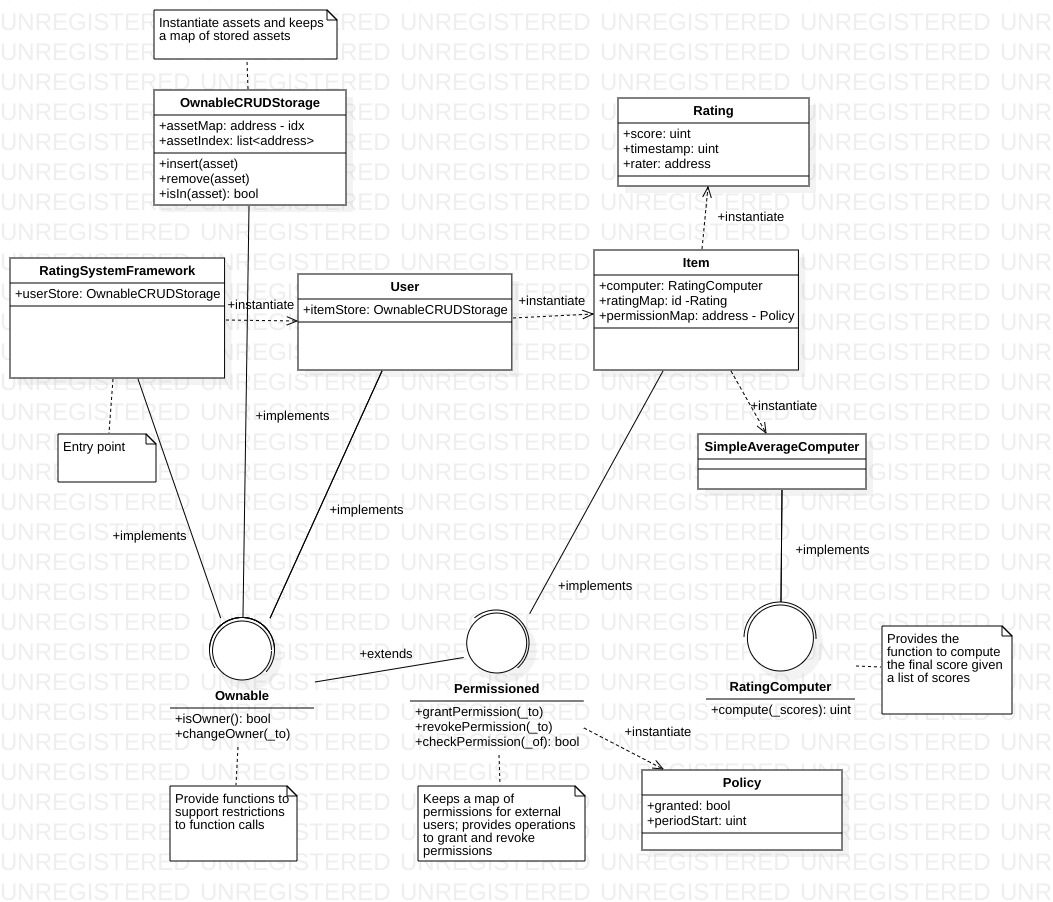 Instantiate assets and keeps
a map of stored assets
OwnableCRUDStorage
+assetMap: address - idx
+assetIndex: list<address>
+insert(asset)
+remove(asset)
+isIn(asset): bool
Rating
+score: uint
+timestamp: uint
+rater: address
+instantiate
RatingSystemFramework
+userStore: OwnableCRUDStorage
+instantiate
User
+itemStore: OwnableCRUDStorage
+instantiate
Item
+computer: RatingComputer
+ratingMap: id -Rating
+permissionMap: address - Policy
+implements
+instantiate
Entry point
SimpleAverageComputer
+implements
+implements
+implements
+implements
Ownable
+isOwner(): bool
+changeOwner(_to)
+extends
Permissioned
+grantPermission(_to)
+revokePermission(_to)
+checkPermission(_of): bool
RatingComputer
+compute(_scores): uint
Provides the
function to compute
the final score given
a list of scores
+instantiate
Policy
+granted: bool
+periodStart: uint
Provide functions to
support restrictions
to function calls
Keeps a map of
permissions for external
users; provides operations
to grant and revoke
permissions
UNREGISTERED